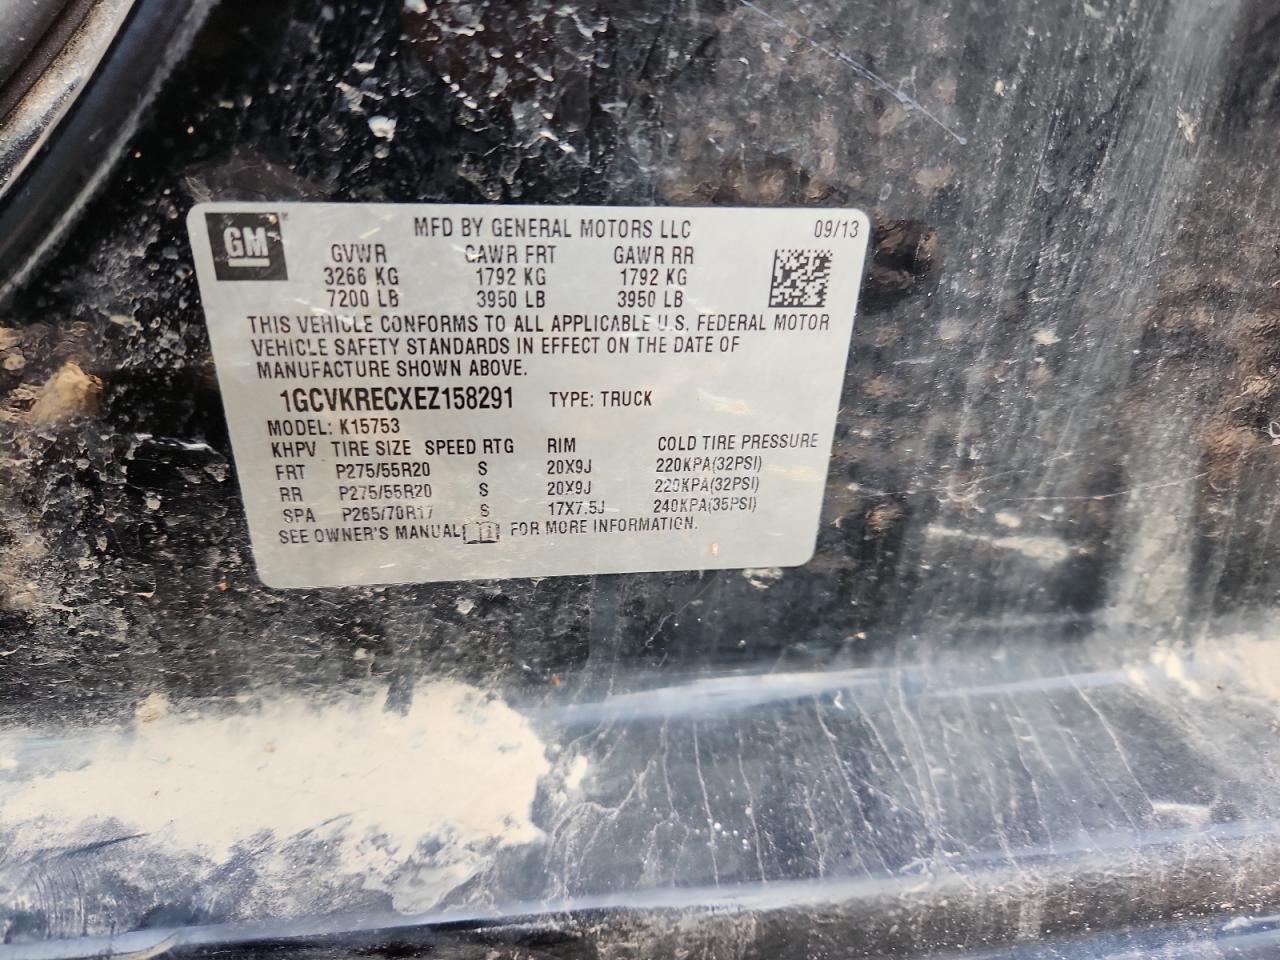 GM
MFD BY GENERAL MOTORS LLC 09/13
GVWR GAWR FRT GAWR RR
3266 KG 1792 KG 1792 KG
7200 LB 3950 LB 3950 LB
THIS VEHICLE CONFORMS TO ALL APPLICABLE U.S. FEDERAL MOTOR
VEHICLE SAFETY STANDARDS IN EFFECT ON THE DATE OF
MANUFACTURE SHOWN ABOVE.
1GCVKRECXEZ158291 TYPE: TRUCK
MODEL: K15753
KHPV TIRE SIZE SPEED RTG RIM COLD TIRE PRESSURE
FRT P275/55R20 S 20X9J 220KPA(32PSI)
RR P275/55R20 S 20X9J 220KPA(32PSI)
SPA P265/70R17 S 17X7.5J 240KPA(35PSI)
SEE OWNER'S MANUAL FOR MORE INFORMATION.